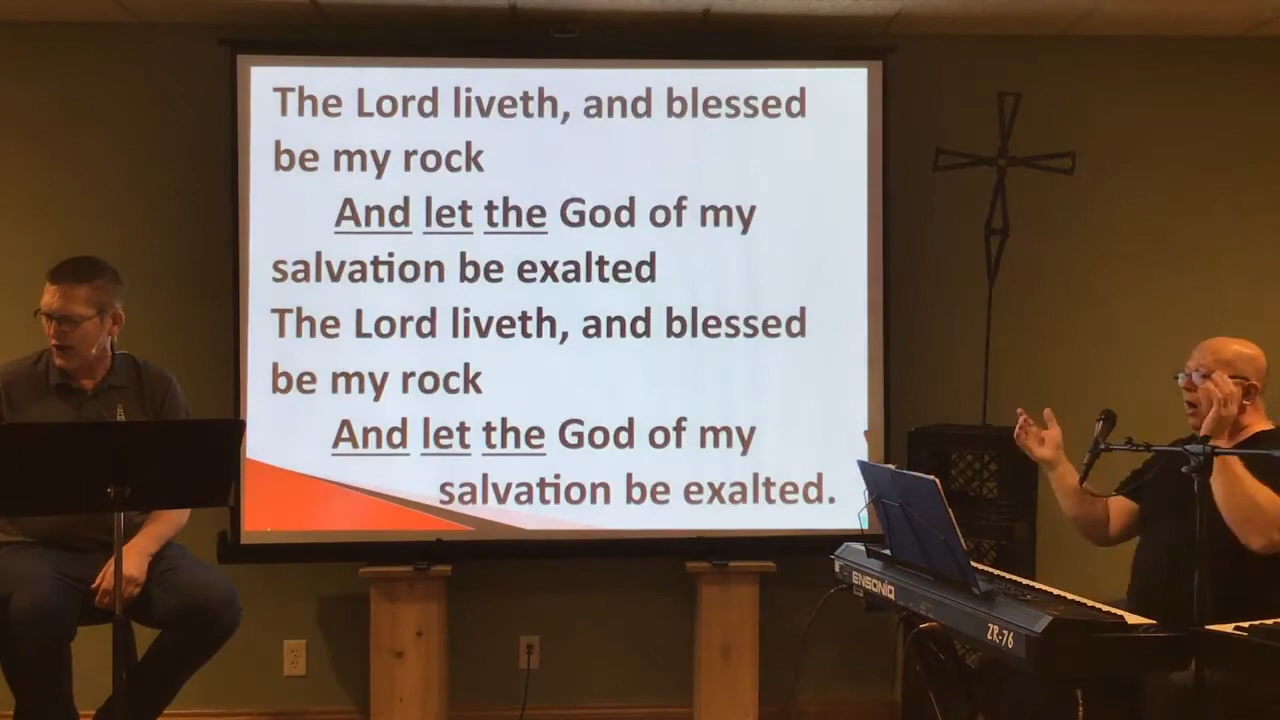 The Lord liveth, and blessed
be my rock
And let the God of my
salvation be exalted
The Lord liveth, and blessed
be my rock
And let the God of my
salvation be exalted.
ENSONIQ
ZR-76